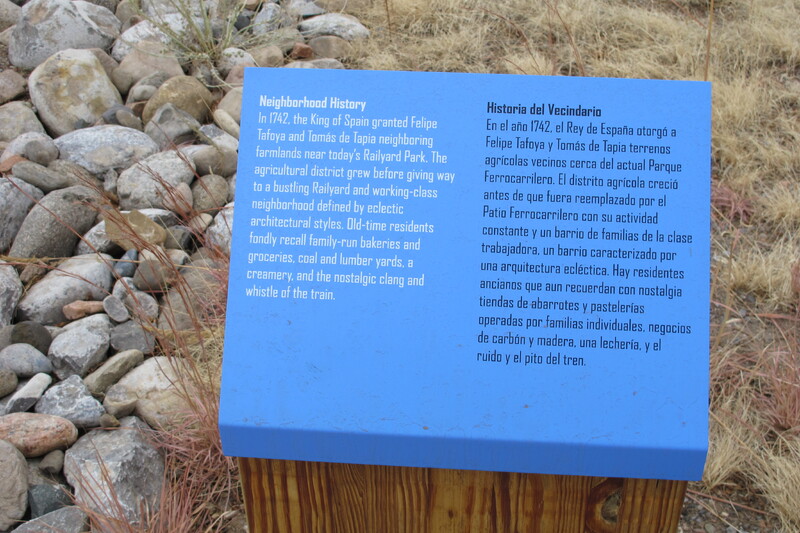 Neighborhood History
In 1742, the King of Spain granted Felipe
Tafoya and Tomás de Tapia neighboring
farmlands near today's Railyard Park. The
agricultural district grew before giving way
to a bustling Railyard and working-class
neighborhood defined by eclectic
architectural styles. Old-time residents
fondly recall family-run bakeries and
groceries, coal and lumber yards, a
creamery, and the nostalgic clang and
whistle of the train.
Historia del Vecindario
En el año 1742, el Rey de España otorgó a
Felipe Tafoya y Tomás de Tapia terrenos
agrícolas vecinos cerca del actual Parque
Ferrocarrilero. El distrito agrícola creció
antes de que fuera reemplazado por el
Patio Ferrocarrilero con su actividad
constante y un barrio de familias de la clase
trabajadora, un barrio caracterizado por
una arquitectura ecléctica. Hay residentes
ancianos que aun recuerdan con nostalgia
tiendas de abarrotes y pastelerías
operadas por familias individuales, negocios
de carbón y madera, una lechería, y el
ruido y el pito del tren.